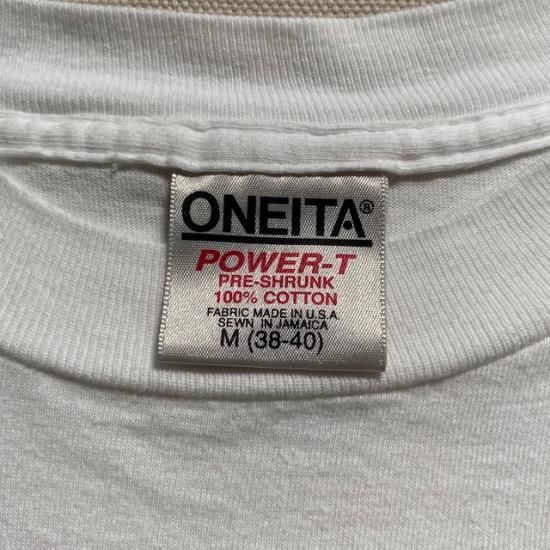 ONEITA®
POWER-T
PRE-SHRUNK
100% COTTON
FABRIC MADE IN U.S.A.
SEWN IN JAMAICA
M (38-40)